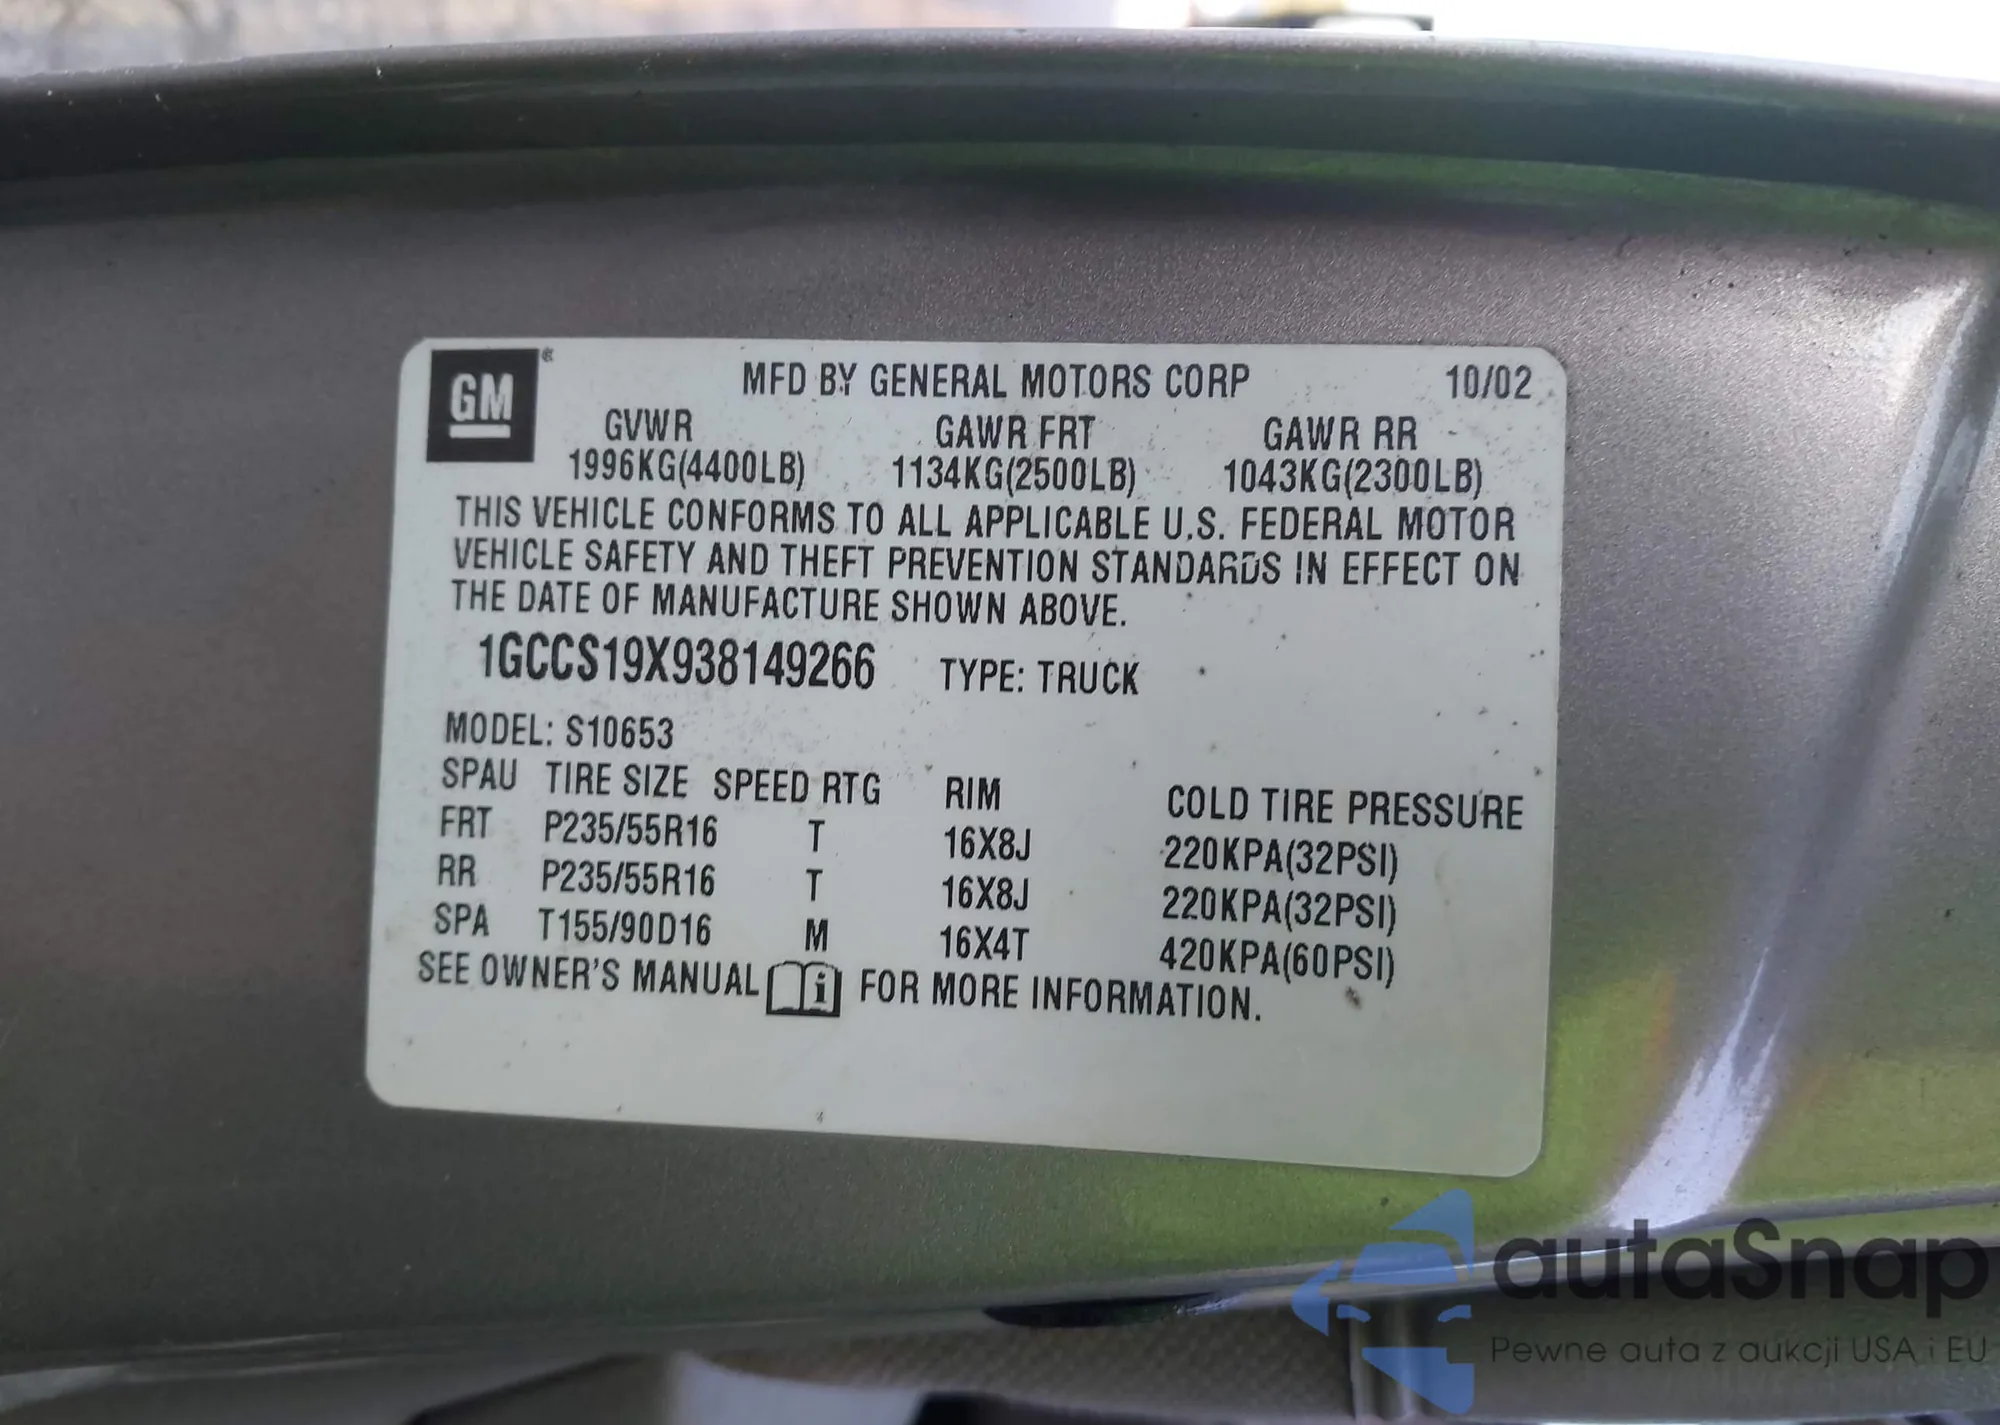 GM ®
MFD BY GENERAL MOTORS CORP 10/02
GVWR GAWR FRT GAWR RR
1996KG(4400LB) 1134KG(2500LB) 1043KG(2300LB)
THIS VEHICLE CONFORMS TO ALL APPLICABLE U.S. FEDERAL MOTOR
VEHICLE SAFETY AND THEFT PREVENTION STANDARDS IN EFFECT ON
THE DATE OF MANUFACTURE SHOWN ABOVE.
1GCCS19X938149266 TYPE: TRUCK
MODEL: S10653
SPAU TIRE SIZE SPEED RTG RIM COLD TIRE PRESSURE
FRT P235/55R16 T 16X8J 220KPA(32PSI)
RR P235/55R16 T 16X8J 220KPA(32PSI)
SPA T155/90D16 M 16X4T 420KPA(60PSI)
SEE OWNER'S MANUAL i FOR MORE INFORMATION.
autaSnap
Pewne auta z aukcji USA i EU